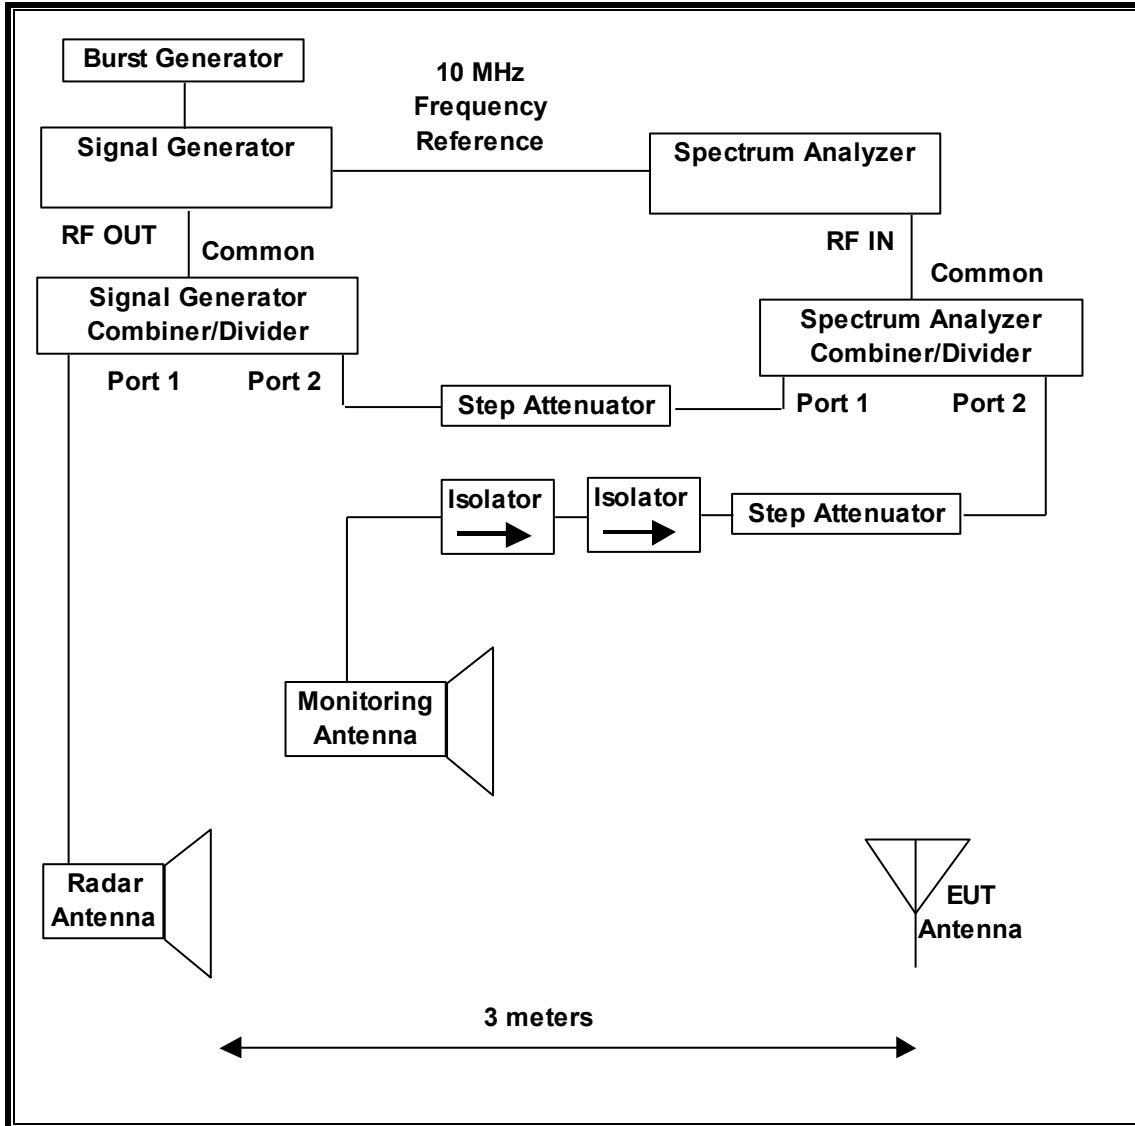 Burst Generator
10 MHz
Frequency
Reference
Signal Generator
Spectrum Analyzer
RF OUT
Common
RF IN
Common
Signal Generator
Combiner/Divider
Spectrum Analyzer
Combiner/Divider
Port 1
Port 2
Step Attenuator
Port 1
Port 2
Isolator
Isolator
Step Attenuator
Monitoring
Antenna
Radar
Antenna
EUT
Antenna
3 meters